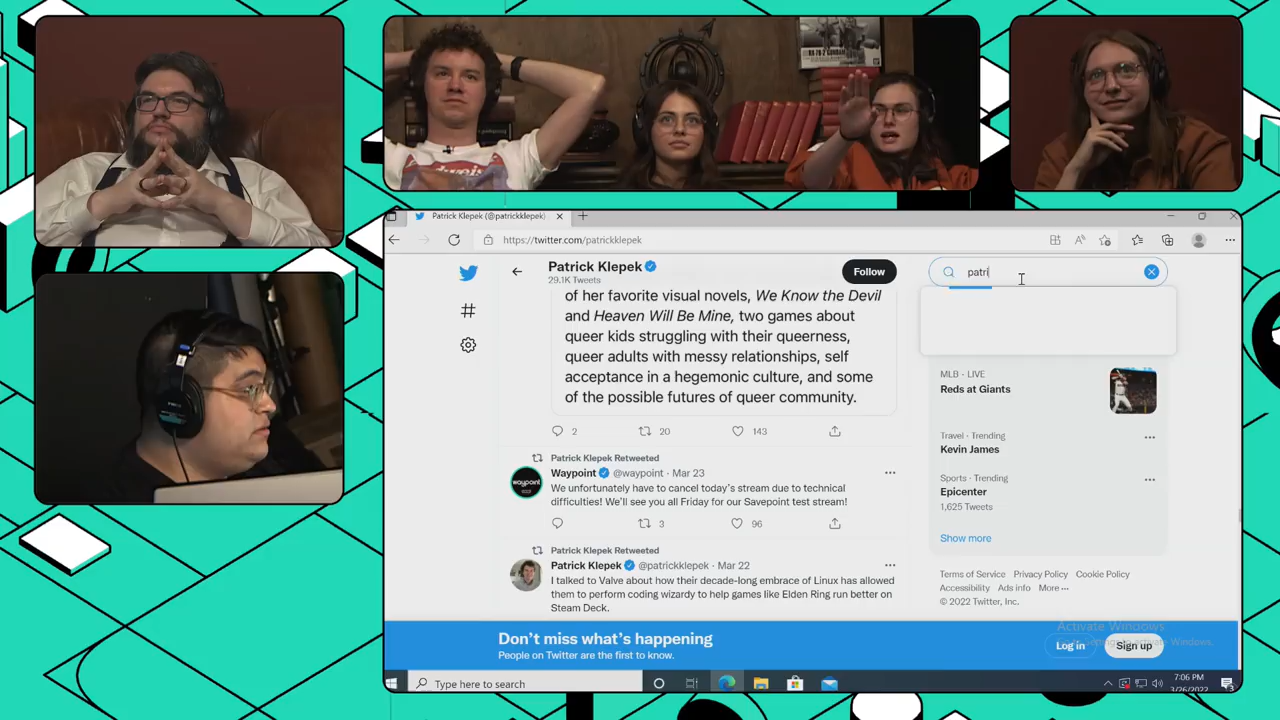 RX-78-2 GUNDAM
Patrick Klepek (@patrickklepek)
https://twitter.com/patrickklepek
Patrick Klepek
29.1K Tweets
Follow
patri
of her favorite visual novels, We Know the Devil
and Heaven Will Be Mine, two games about
queer kids struggling with their queerness,
queer adults with messy relationships, self
acceptance in a hegemonic culture, and some
of the possible futures of queer community.
2 20 143
Patrick Klepek Retweeted
Waypoint @waypoint · Mar 23
waypoint
We unfortunately have to cancel today's stream due to technical
difficulties! We'll see you all Friday for our Savepoint test stream!
3 96
Patrick Klepek Retweeted
Patrick Klepek @patrickklepek · Mar 22
I talked to Valve about how their decade-long embrace of Linux has allowed
them to perform coding wizardry to help games like Elden Ring run better on
Steam Deck.
MLB · LIVE
Reds at Giants
Travel · Trending
Kevin James
Sports · Trending
Epicenter
1,625 Tweets
Show more
Terms of Service Privacy Policy Cookie Policy
Accessibility Ads info More
© 2022 Twitter, Inc.
Activate Windows
Don't miss what's happening
People on Twitter are the first to know.
Log in
Sign up
Type here to search
7:06 PM
3/26/2022